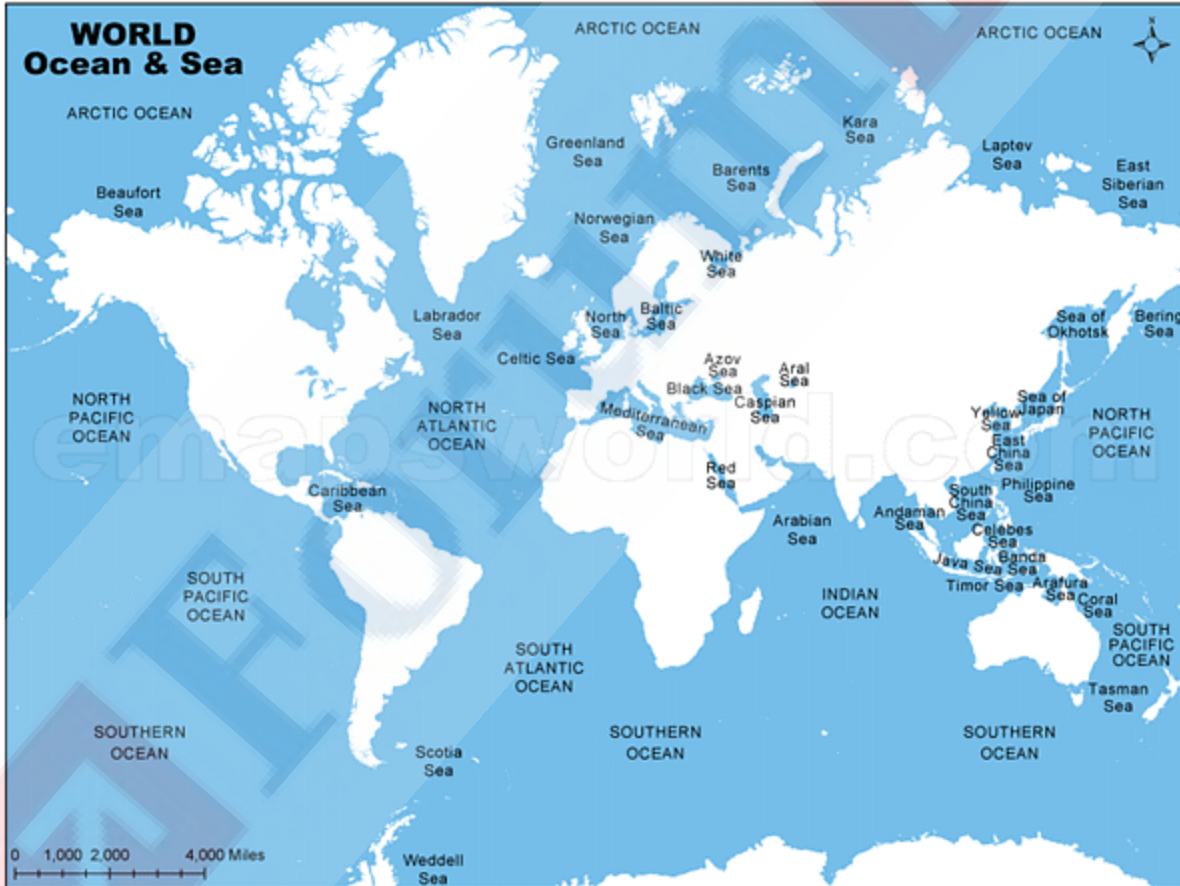 WORLD
Ocean & Sea
ARCTIC OCEAN
ARCTIC OCEAN
N
ARCTIC OCEAN
Kara
Sea
Greenland
Sea
Laptev
Sea
Barents
Sea
East
Siberian
Sea
Beaufort
Sea
Norwegian
Sea
White
Sea
Labrador
Sea
North
Sea
Baltic
Sea
Sea of
Okhotsk
Bering
Sea
Celtic Sea
Azov
Sea
Aral
Sea
Black Sea
Caspian
Sea
Mediterranean
Sea
NORTH
PACIFIC
OCEAN
NORTH
ATLANTIC
OCEAN
Sea of
Japan
Yellow
Sea
NORTH
PACIFIC
OCEAN
East
China
Sea
emapsworld.com
Red
Sea
Caribbean
Sea
South
China
Sea
Philippine
Sea
Arabian
Sea
Andaman
Sea
Celebes
Sea
Java Sea
Banda
Sea
Timor Sea
Arafura
Sea
Coral
Sea
SOUTH
PACIFIC
OCEAN
INDIAN
OCEAN
SOUTH
ATLANTIC
OCEAN
SOUTH
PACIFIC
OCEAN
Tasman
Sea
SOUTHERN
OCEAN
SOUTHERN
OCEAN
SOUTHERN
OCEAN
Scotia
Sea
0 1,000 2,000 4,000 Miles
Weddell
Sea